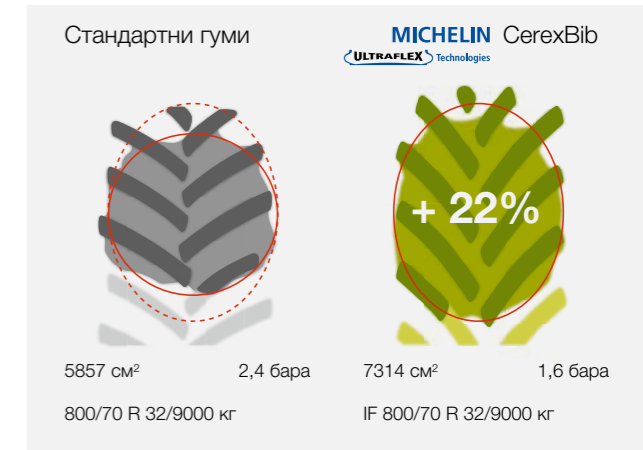 Стандартни гуми
MICHELIN CerexBib
ULTRAFLEX Technologies
+ 22%
5857 см² 2,4 бара
7314 см² 1,6 бара
800/70 R 32/9000 кг
IF 800/70 R 32/9000 кг